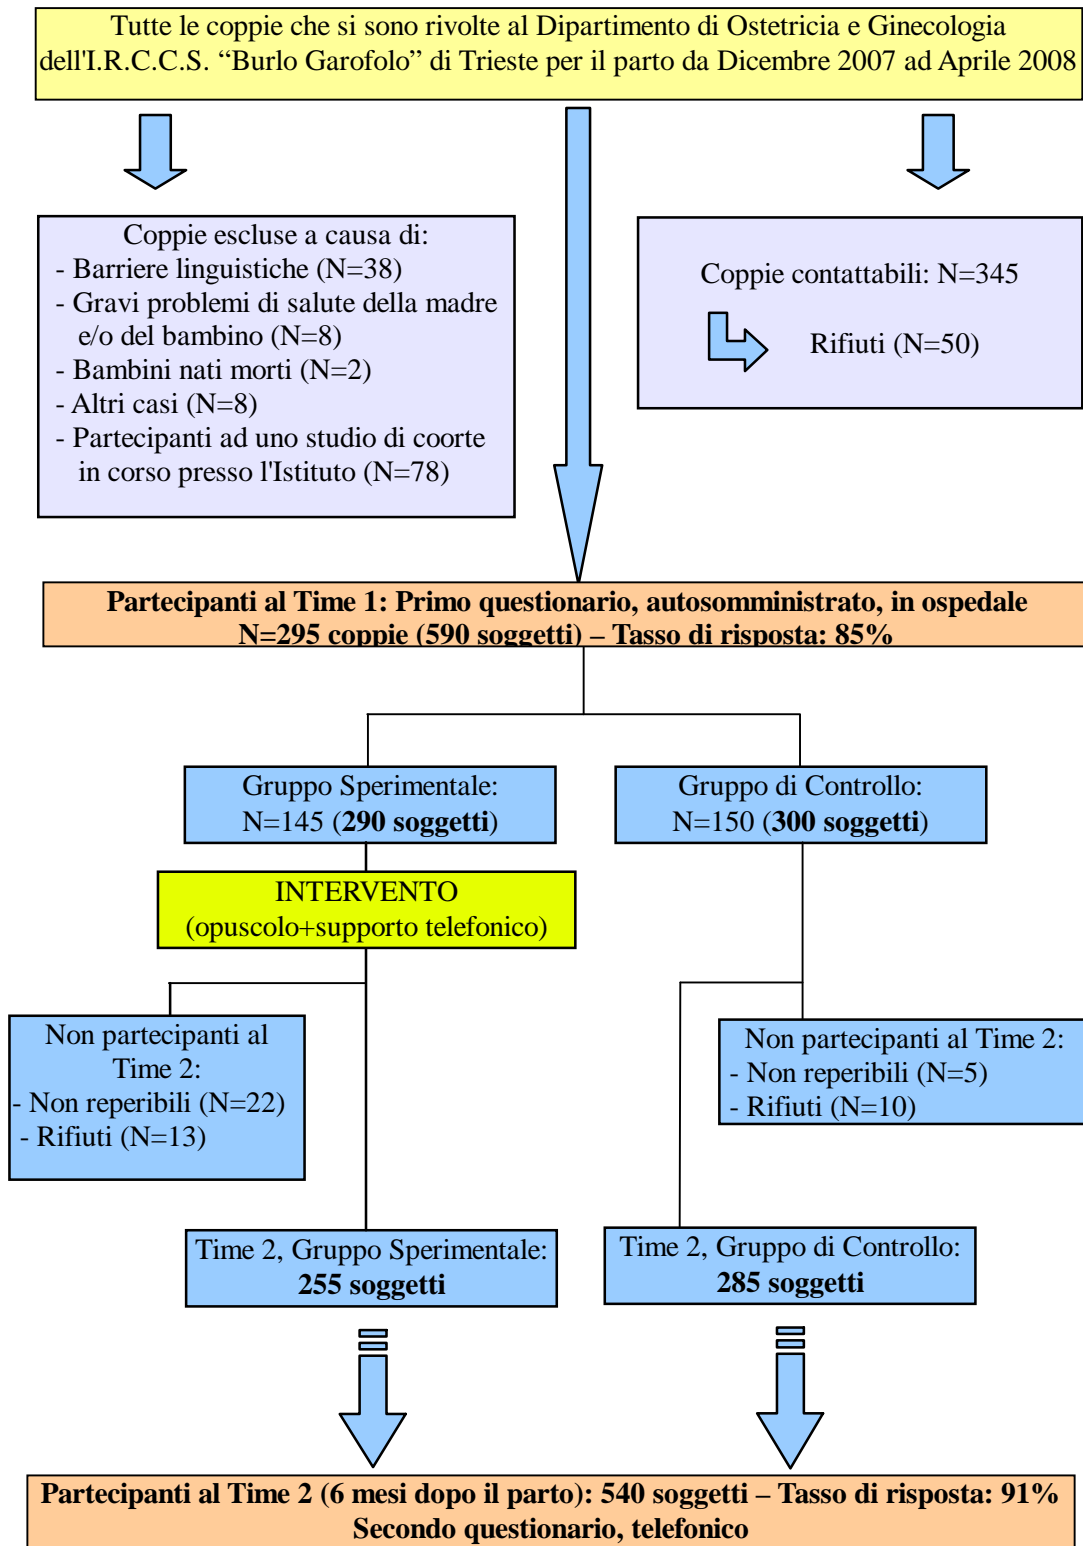 Tutte le coppie che si sono rivolte al Dipartimento di Ostetricia e Ginecologia
dell'I.R.C.C.S. “Burlo Garofolo” di Trieste per il parto da Dicembre 2007 ad Aprile 2008
Coppie escluse a causa di:
- Barriere linguistiche (N=38)
- Gravi problemi di salute della madre
e/o del bambino (N=8)
- Bambini nati morti (N=2)
- Altri casi (N=8)
- Partecipanti ad uno studio di coorte
in corso presso l'Istituto (N=78)
Coppie contattabili: N=345
Rifiuti (N=50)
Partecipanti al Time 1: Primo questionario, autosomministrato, in ospedale
N=295 coppie (590 soggetti) – Tasso di risposta: 85%
Gruppo Sperimentale:
N=145 (290 soggetti)
Gruppo di Controllo:
N=150 (300 soggetti)
INTERVENTO
(opuscolo+supporto telefonico)
Non partecipanti al
Time 2:
- Non reperibili (N=22)
- Rifiuti (N=13)
Non partecipanti al Time 2:
- Non reperibili (N=5)
- Rifiuti (N=10)
Time 2, Gruppo Sperimentale:
255 soggetti
Time 2, Gruppo di Controllo:
285 soggetti
Partecipanti al Time 2 (6 mesi dopo il parto): 540 soggetti – Tasso di risposta: 91%
Secondo questionario, telefonico